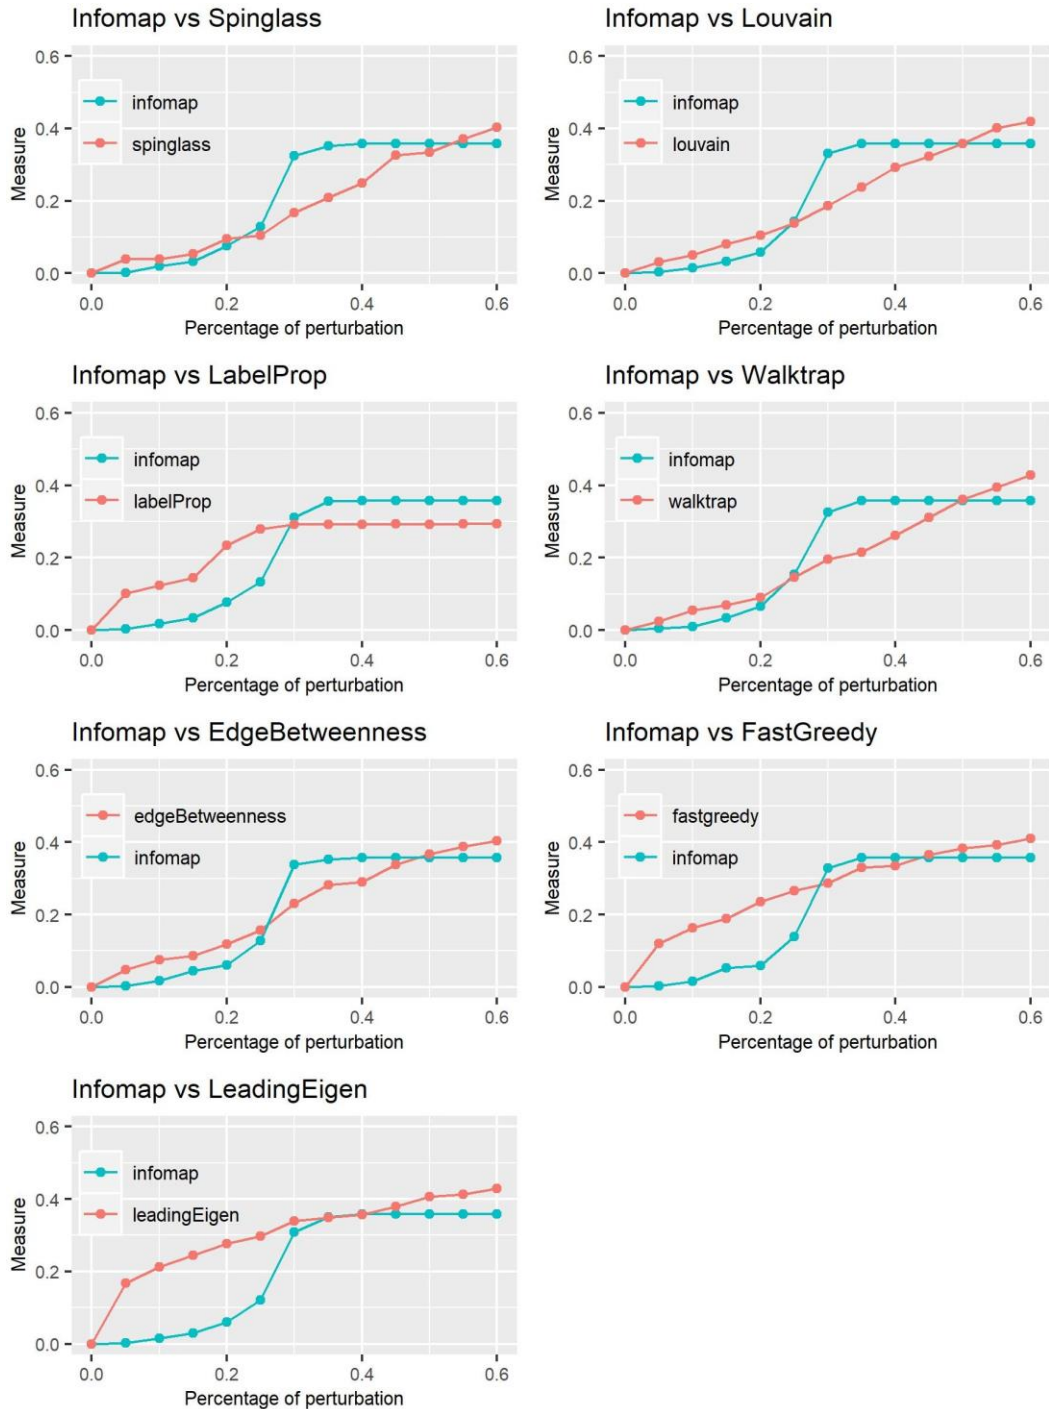 Infomap vs Spinglass
0.6
0.4
0.2
0.0
Measure
infomap
spinglass
0.0 0.2 0.4 0.6
Percentage of perturbation
Infomap vs Louvain
0.6
0.4
0.2
0.0
Measure
infomap
louvain
0.0 0.2 0.4 0.6
Percentage of perturbation
Infomap vs LabelProp
0.6
0.4
0.2
0.0
Measure
infomap
labelProp
0.0 0.2 0.4 0.6
Percentage of perturbation
Infomap vs Walktrap
0.6
0.4
0.2
0.0
Measure
infomap
walktrap
0.0 0.2 0.4 0.6
Percentage of perturbation
Infomap vs EdgeBetweenness
0.6
0.4
0.2
0.0
Measure
edgeBetweenness
infomap
0.0 0.2 0.4 0.6
Percentage of perturbation
Infomap vs FastGreedy
0.6
0.4
0.2
0.0
Measure
fastgreedy
infomap
0.0 0.2 0.4 0.6
Percentage of perturbation
Infomap vs LeadingEigen
0.6
0.4
0.2
0.0
Measure
infomap
leadingEigen
0.0 0.2 0.4 0.6
Percentage of perturbation